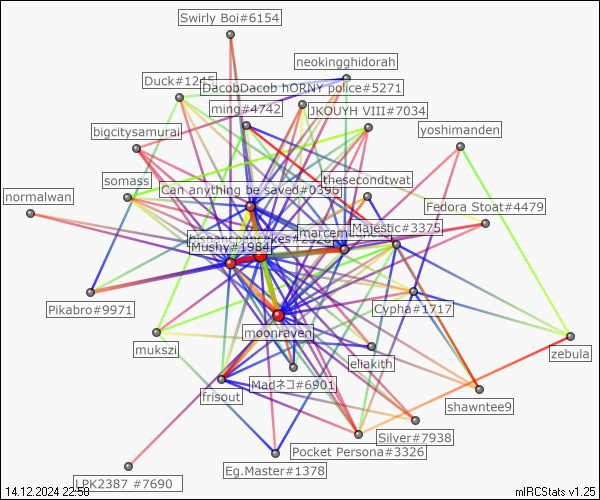 Swirly Boi#6154
neokingghidorah
Duck#1245
DacobDacob hORNY police#5271
ming#4742
JKOUYH VIII#7034
bigcitysamurai
yoshimanden
somass
thesecondtwat
Can anything be saved#0396
normalwan
Fedora Stoat#4479
Majestic#3375
Mushy#1984
Pikabro#9971
Cypha#1717
moonraven
mukszi
eliakith
zebula
Madネコ#6901
frisout
shawntee9
Silver#7938
Pocket Persona#3326
Eg.Master#1378
LPK2387 #7690
14.12.2024 22:58
mIRCStats v1.25